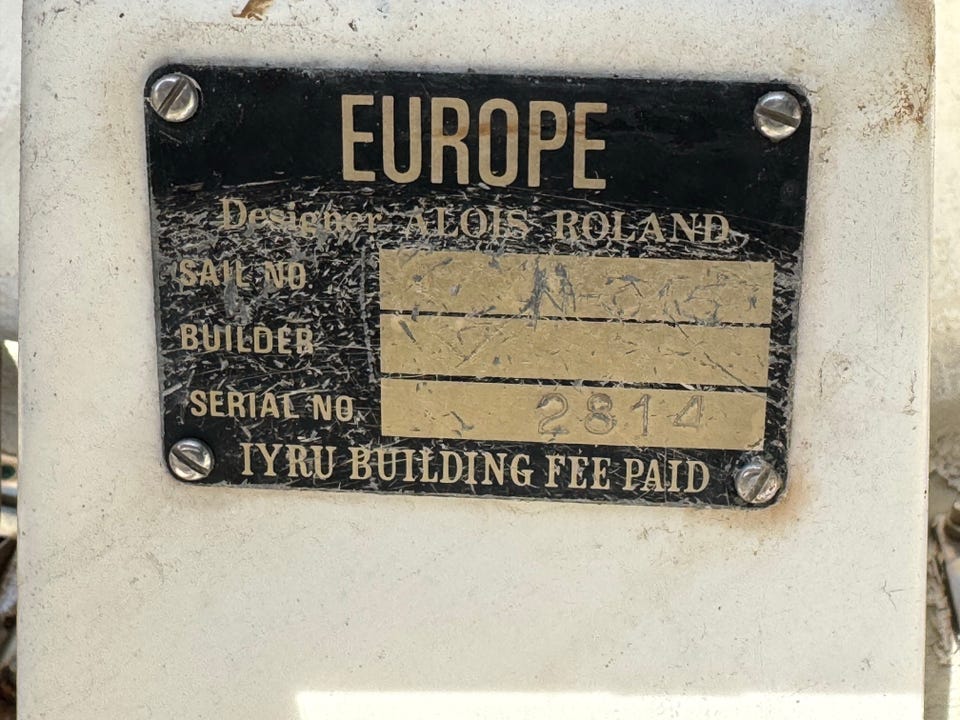 EUROPE
Designer ALOIS ROLAND
SAIL NO.
BUILDER
SERIAL NO. 2814
IYRU BUILDING FEE PAID